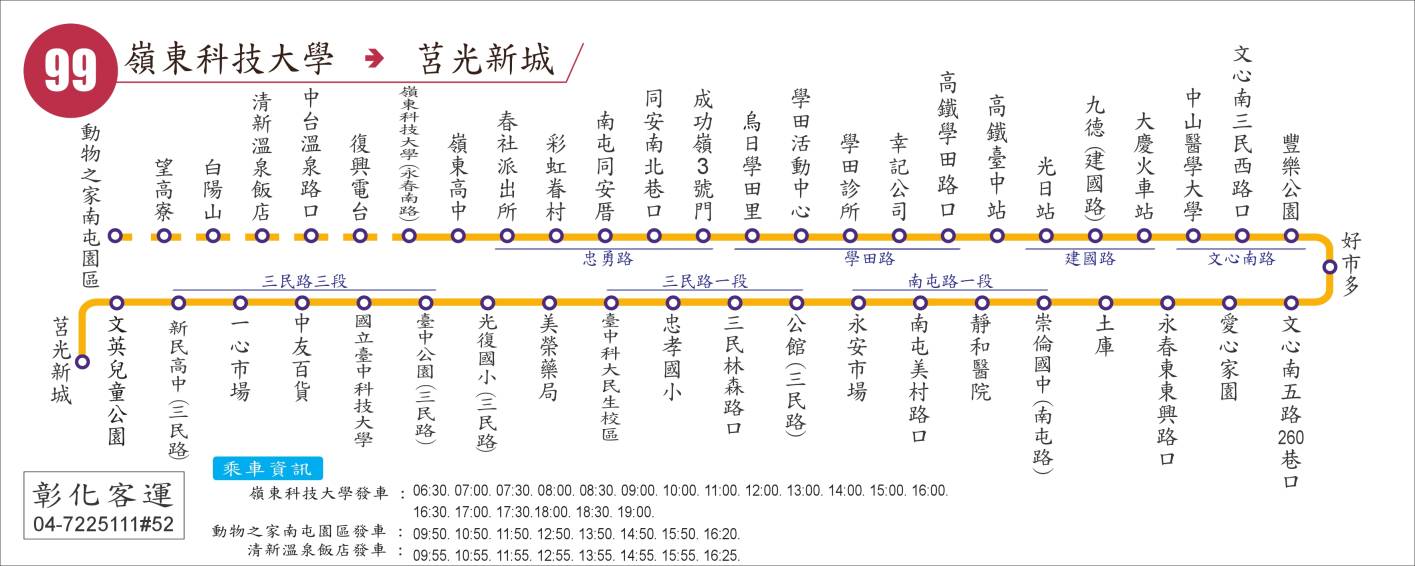 99
嶺東科技大學 → 莒光新城
動物之家南屯園區
望高寮
白陽山
清新溫泉飯店
中台溫泉路口
復興電台
嶺東科技大學(永春南路)
嶺東高中
春社派出所
彩虹眷村
南屯同安厝
同安南北巷口
成功嶺3號門
烏日學田里
學田活動中心
學田診所
幸記公司
高鐵學田路口
高鐵臺中站
光日站
九德(建國路)
大慶火車站
中山醫學大學
文心南三民西路口
豐樂公園
忠勇路
學田路
建國路
文心南路
好市多
三民路三段
三民路一段
南屯路一段
莒光新城
文英兒童公園
新民高中(三民路)
一心市場
中友百貨
國立臺中科技大學
臺中公園(三民路)
光復國小(三民路)
美榮藥局
臺中科大民生校區
忠孝國小
三民林森路口
公館(三民路)
永安市場
南屯美村路口
靜和醫院
崇倫國中(南屯路)
土庫
永春東東興路口
愛心家園
文心南五路260巷口
彰化客運
04-7225111#52
乘車資訊
嶺東科技大學發車 : 06:30. 07:00. 07:30. 08:00. 08:30. 09:00. 10:00. 11:00. 12:00. 13:00. 14:00. 15:00. 16:00.
16:30. 17:00. 17:30.18:00. 18:30. 19:00.
動物之家南屯園區發車 : 09:50. 10:50. 11:50. 12:50. 13:50. 14:50. 15:50. 16:20.
清新溫泉飯店發車 : 09:55. 10:55. 11:55. 12:55. 13:55. 14:55. 15:55. 16:25.